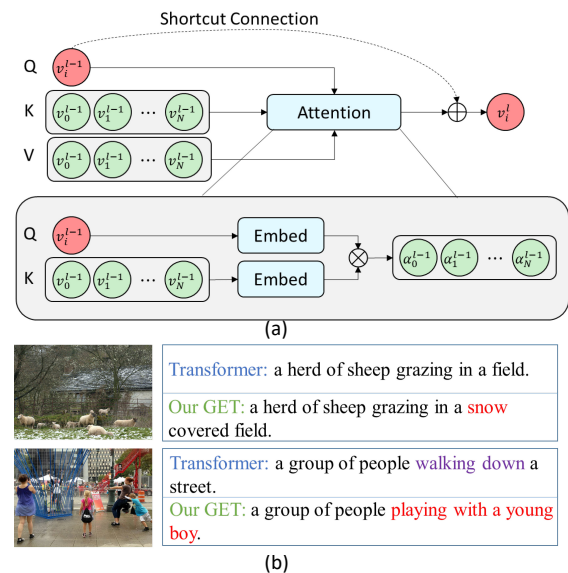 Shortcut Connection
Q v_i^{l-1}
K v_0^{l-1} v_1^{l-1} ⋯ v_N^{l-1}
Attention
v_i^l
V v_0^{l-1} v_1^{l-1} ⋯ v_N^{l-1}
Q v_i^{l-1} Embed
K v_0^{l-1} v_1^{l-1} ⋯ v_N^{l-1} Embed
α_0^{l-1} α_1^{l-1} ⋯ α_N^{l-1}
(a)
Transformer: a herd of sheep grazing in a field.
Our GET: a herd of sheep grazing in a snow
covered field.
Transformer: a group of people walking down a
street.
Our GET: a group of people playing with a young
boy.
(b)